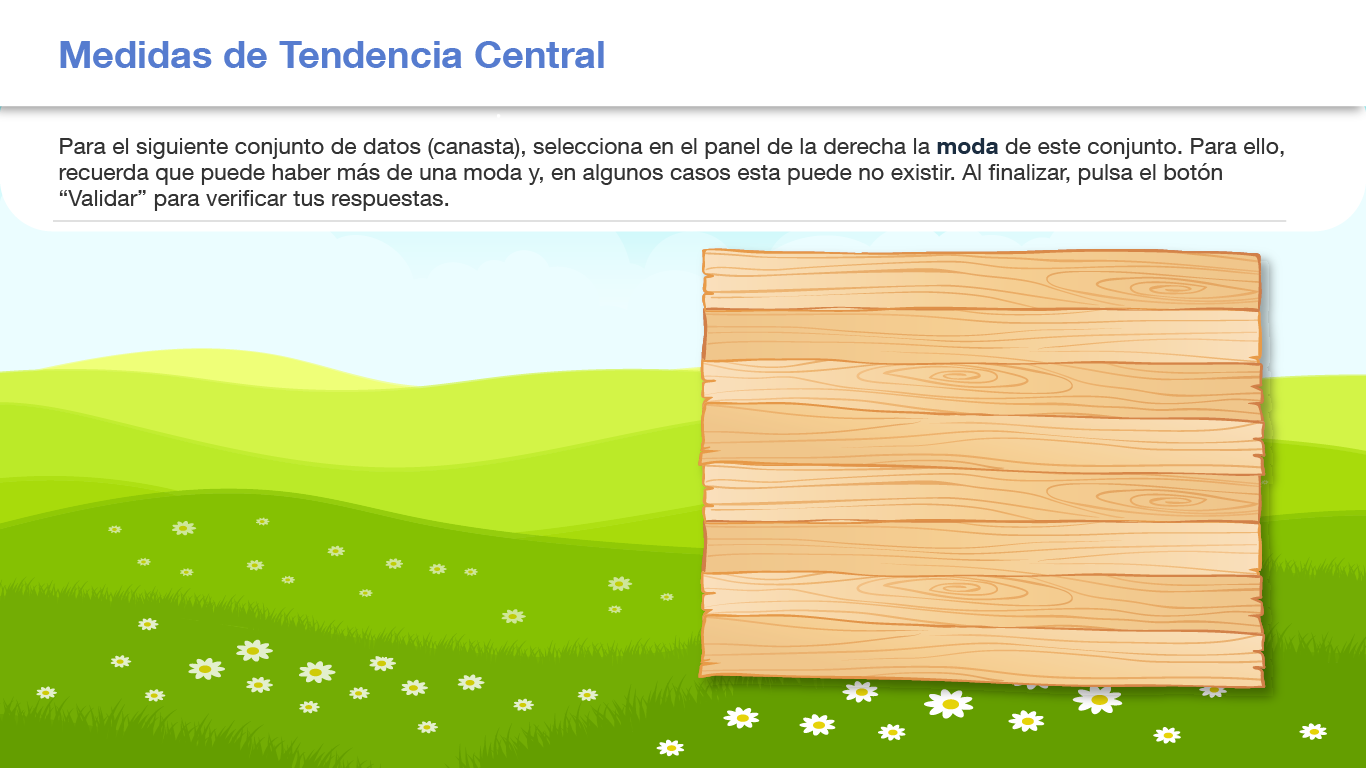 Medidas de Tendencia Central
Para el siguiente conjunto de datos (canasta), selecciona en el panel de la derecha la moda de este conjunto. Para ello,
recuerda que puede haber más de una moda y, en algunos casos esta puede no existir. Al finalizar, pulsa el botón
“Validar” para verificar tus respuestas.